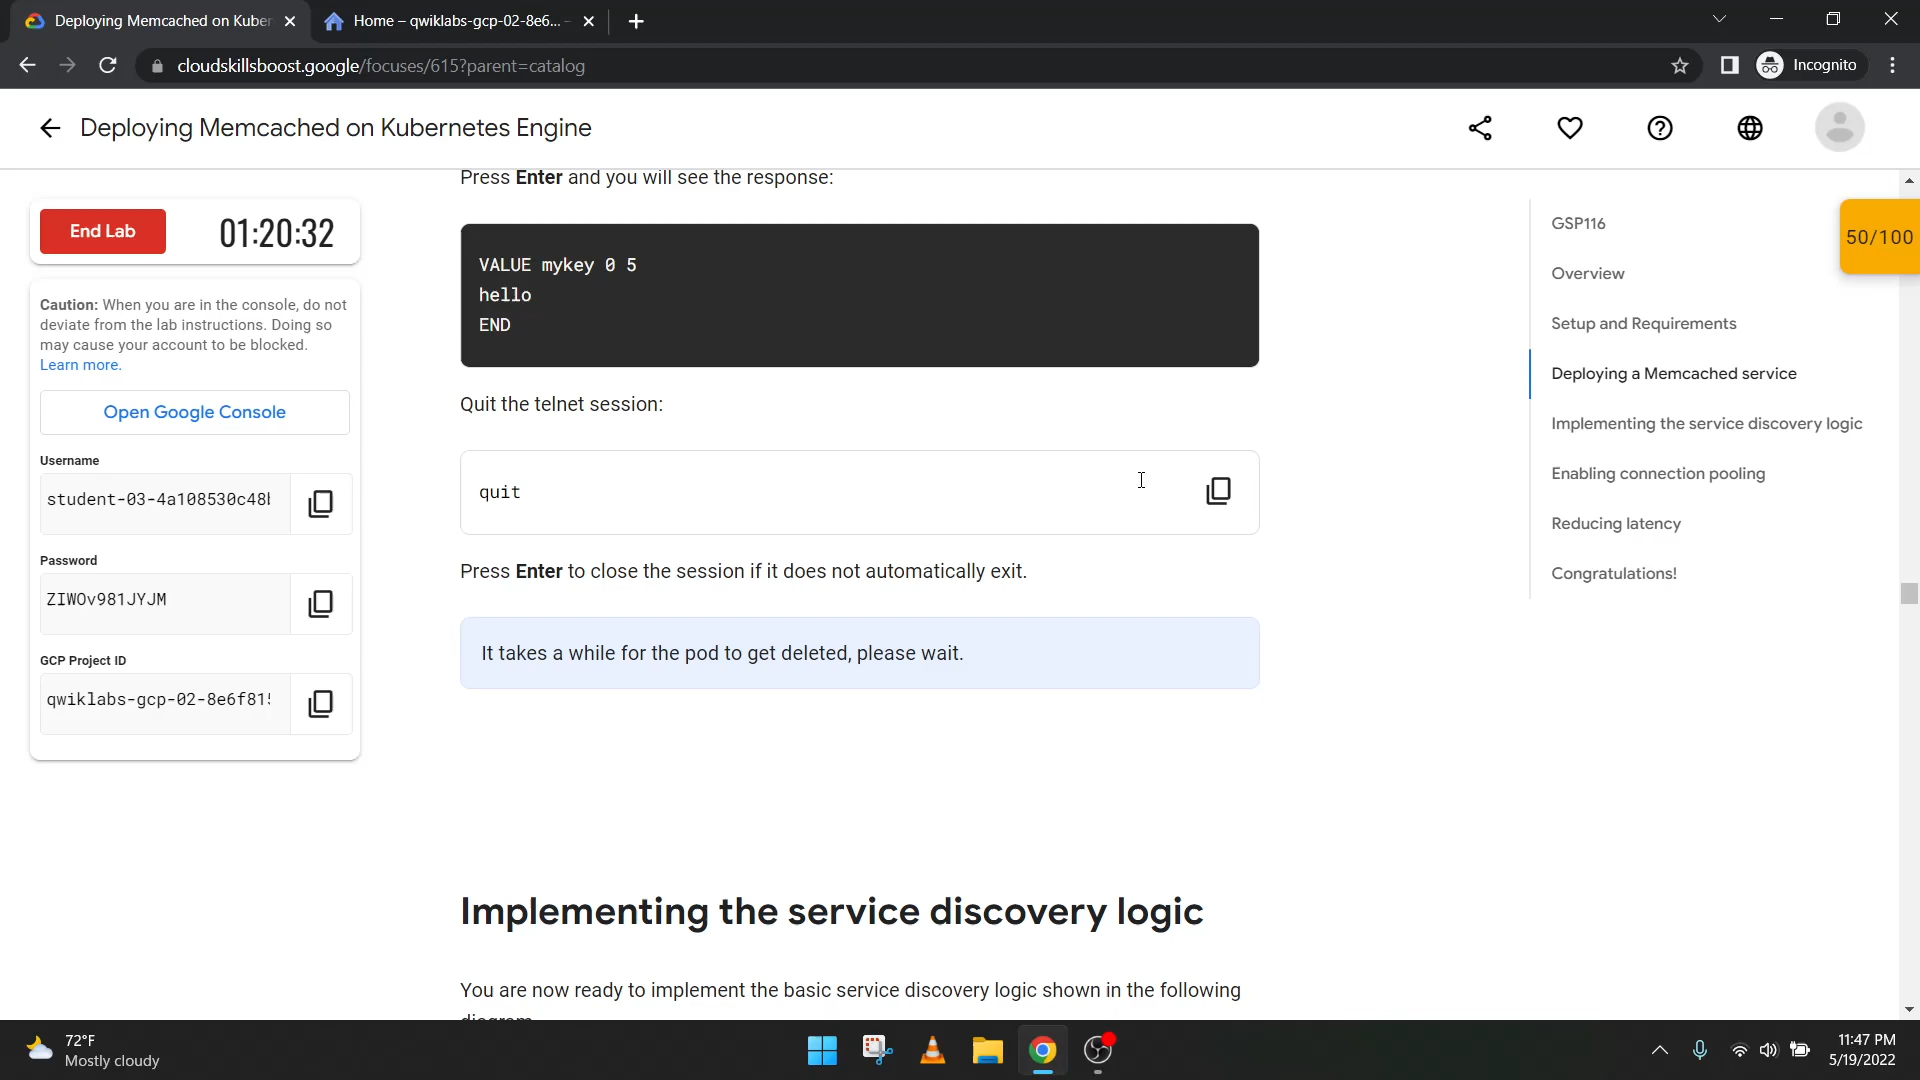 Deploying Memcached on Kuber
Home – qwiklabs-gcp-02-8e6... –
cloudskillsboost.google/focuses/615?parent=catalog
Incognito
Deploying Memcached on Kubernetes Engine
Press Enter and you will see the response:
End Lab
01:20:32
Caution: When you are in the console, do not
deviate from the lab instructions. Doing so
may cause your account to be blocked.
Learn more.
Open Google Console
Username
student-03-4a108530c48b
Password
ZIWOv981JYJM
GCP Project ID
qwiklabs-gcp-02-8e6f815
VALUE mykey 0 5
hello
END
Quit the telnet session:
quit
Press Enter to close the session if it does not automatically exit.
It takes a while for the pod to get deleted, please wait.
Implementing the service discovery logic
You are now ready to implement the basic service discovery logic shown in the following
diagram
GSP116
Overview
Setup and Requirements
Deploying a Memcached service
Implementing the service discovery logic
Enabling connection pooling
Reducing latency
Congratulations!
50/100
72°F
Mostly cloudy
11:47 PM
5/19/2022